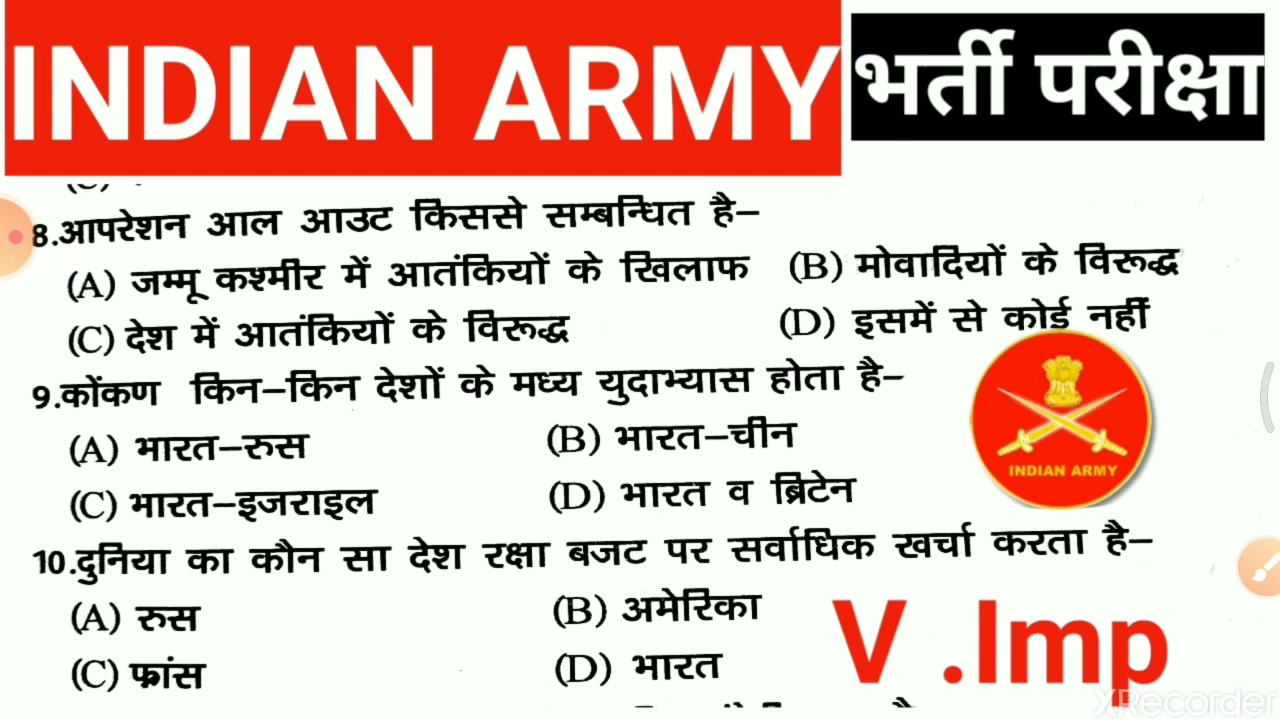 INDIAN ARMY भर्ती परीक्षा
8.आपरेशन आल आउट किससे सम्बन्धित है–
(A) जम्मू कश्मीर में आतंकियों के खिलाफ (B) मोवादियों के विरूद्ध
(C) देश में आतंकियों के विरूद्ध (D) इसमें से कोई नहीं
9.कोंकण किन–किन देशों के मध्य युदाभ्यास होता है–
(A) भारत–रुस (B) भारत–चीन
(C) भारत–इजराइल (D) भारत व ब्रिटेन
INDIAN ARMY
10.दुनिया का कौन सा देश रक्षा बजट पर सर्वाधिक खर्चा करता है–
(A) रुस (B) अमेरिका
(C) फ्रांस (D) भारत
V .Imp
XRecorder